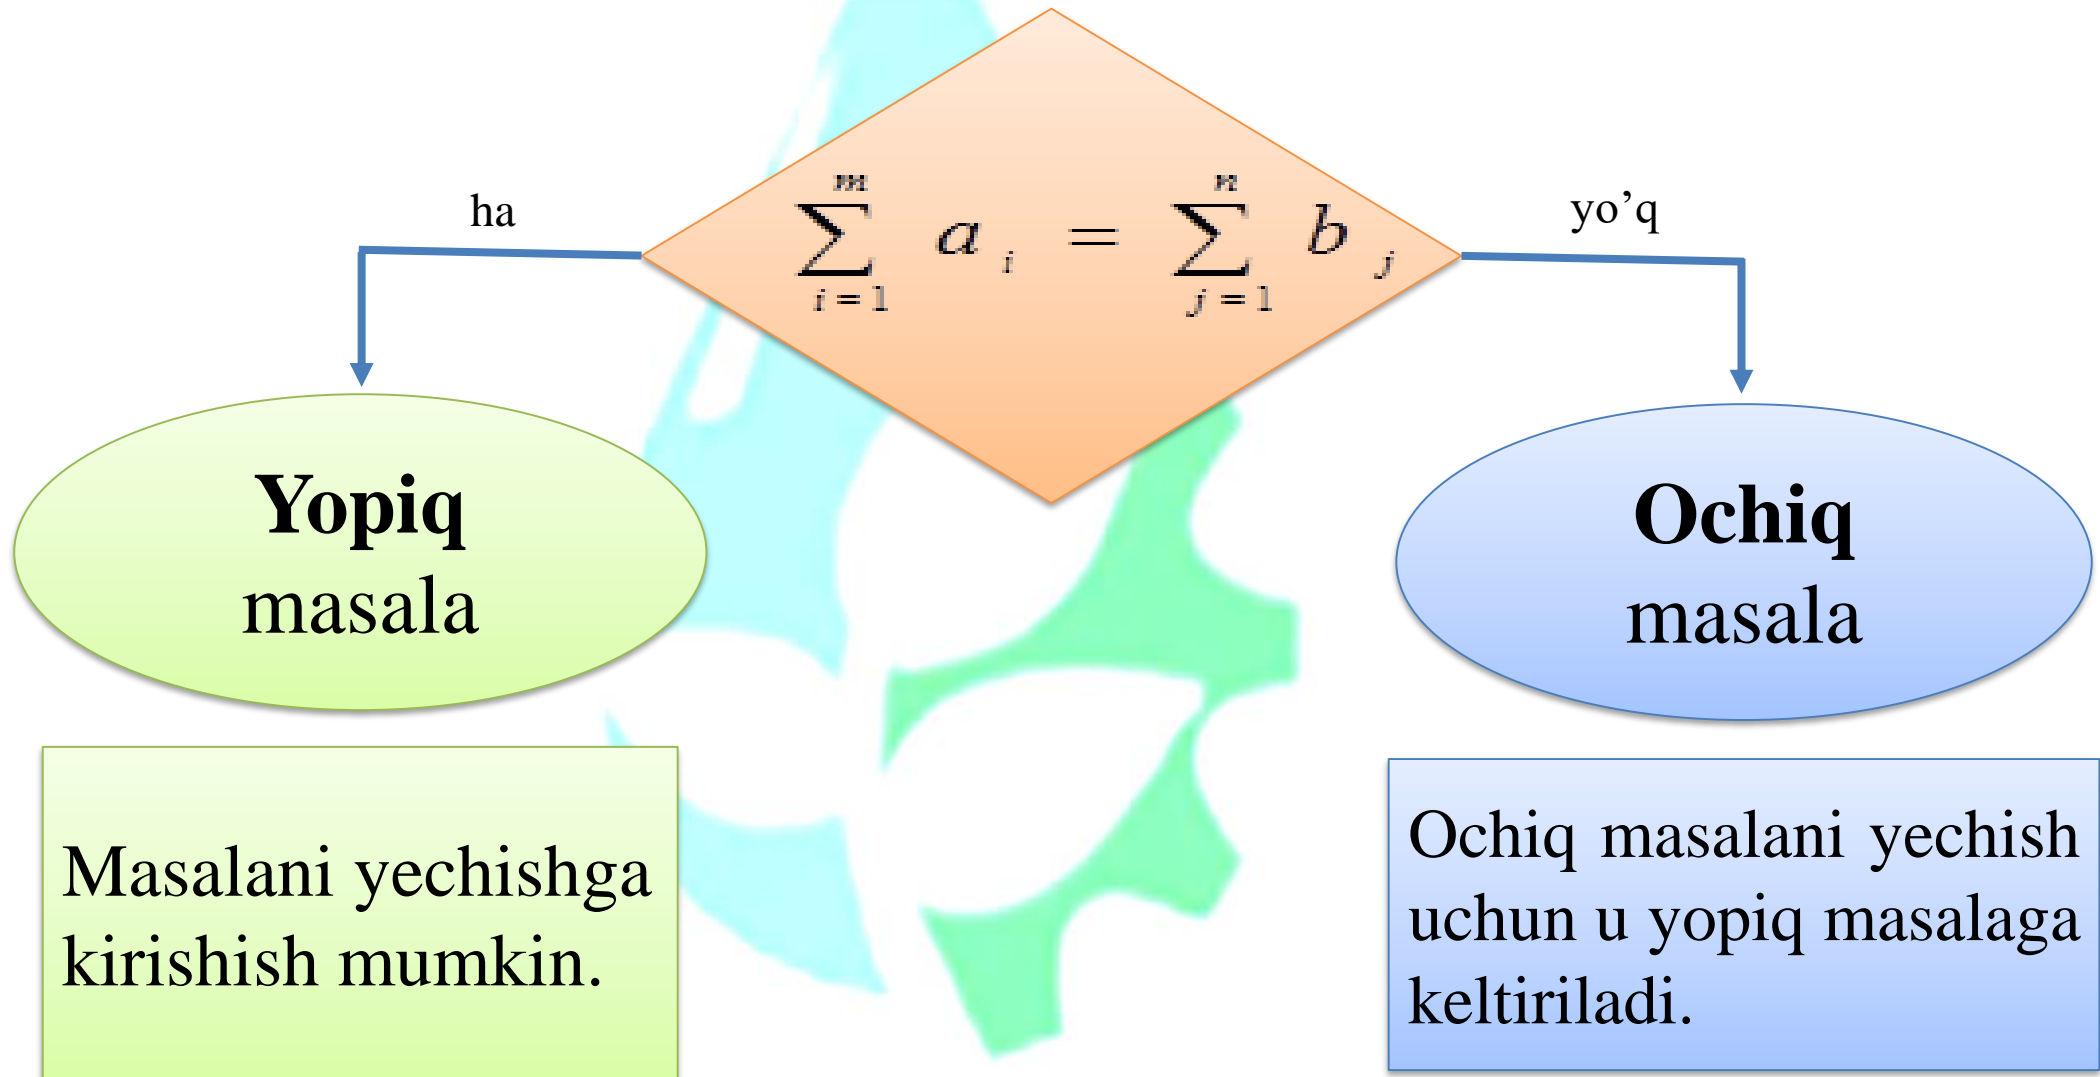 ∑_{i=1}^{m} a_i = ∑_{j=1}^{n} b_j
ha
yo’q
Yopiq
masala
Ochiq
masala
Masalani yechishga
kirishish mumkin.
Ochiq masalani yechish
uchun u yopiq masalaga
keltiriladi.